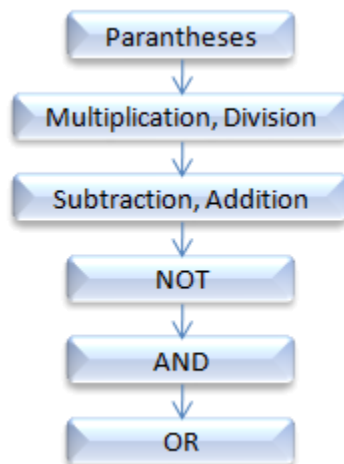 Parantheses
Multiplication, Division
Subtraction, Addition
NOT
AND
OR